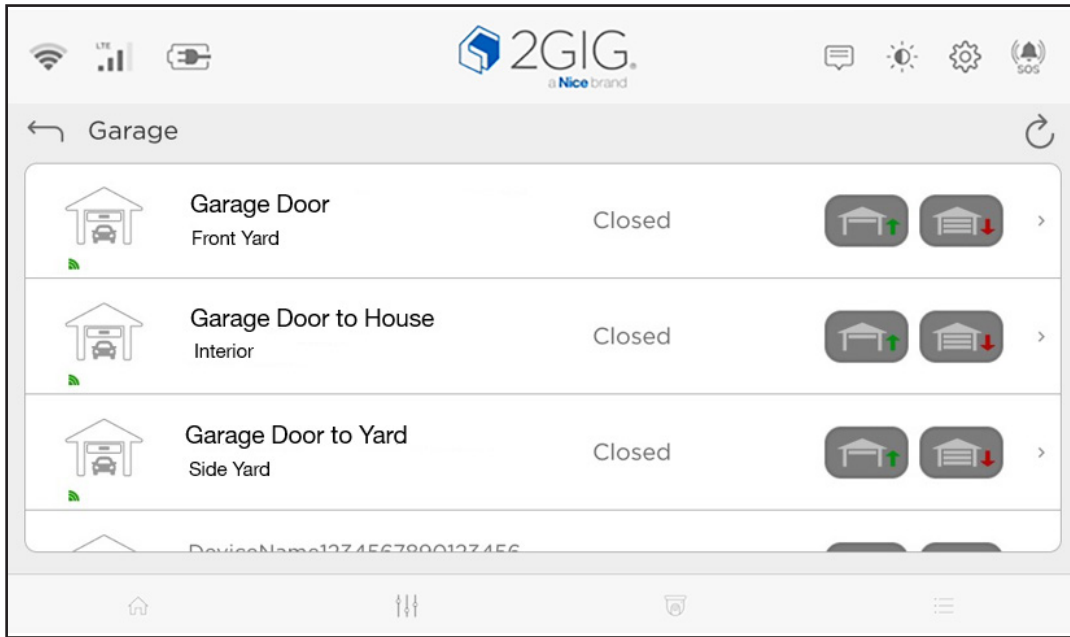 LTE
2GIG®
a Nice brand
SOS
Garage
Garage Door
Front Yard
Closed
Garage Door to House
Interior
Closed
Garage Door to Yard
Side Yard
Closed
DeviceName1234567890123456